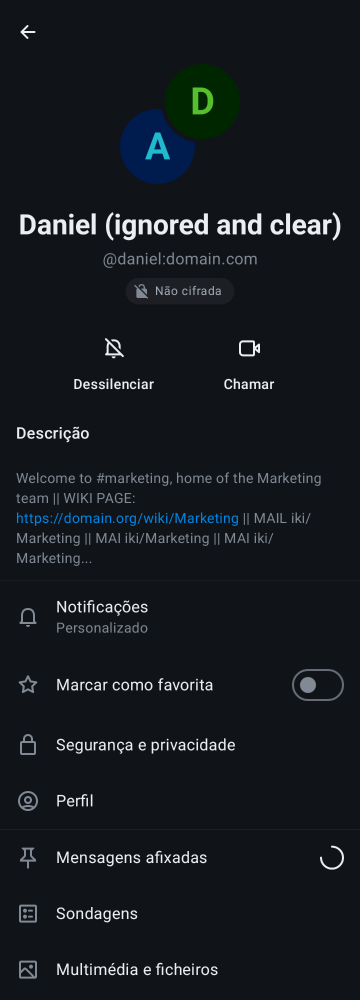 D
A
Daniel (ignored and clear)
@daniel:domain.com
Não cifrada
Dessilenciar
Chamar
Descrição
Welcome to #marketing, home of the Marketing
team || WIKI PAGE:
https://domain.org/wiki/Marketing || MAIL iki/
Marketing || MAI iki/Marketing || MAI iki/
Marketing...
Notificações
Personalizado
Marcar como favorita
Segurança e privacidade
Perfil
Mensagens afixadas
Sondagens
Multimédia e ficheiros